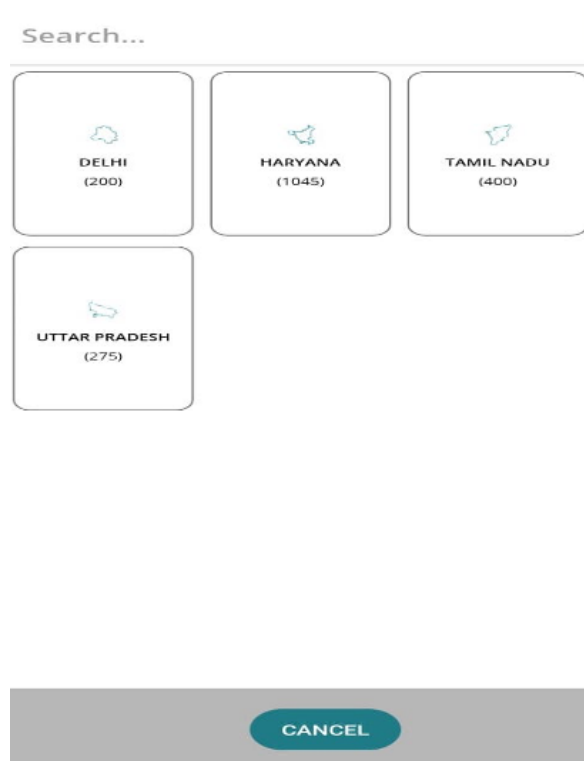 Search...
DELHI
(200)
HARYANA
(1045)
TAMIL NADU
(400)
UTTAR PRADESH
(275)
CANCEL